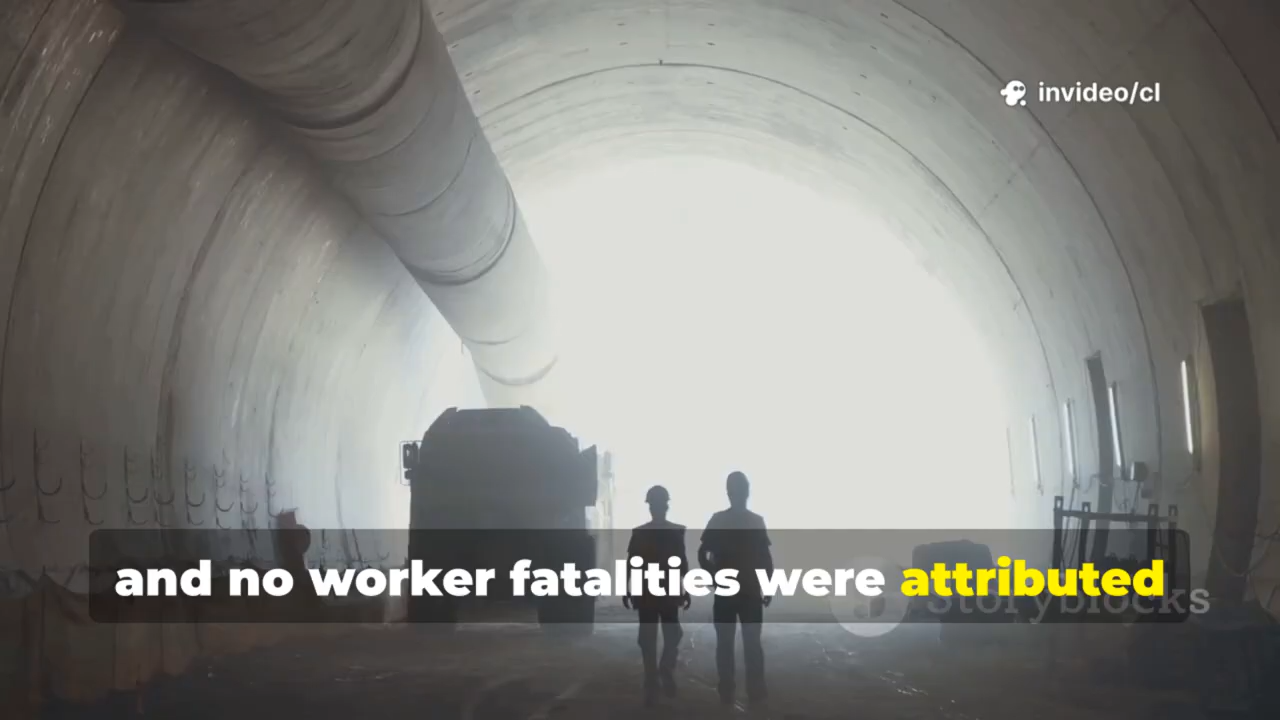 invideo/cl
and no worker fatalities were attributed
Storyblocks